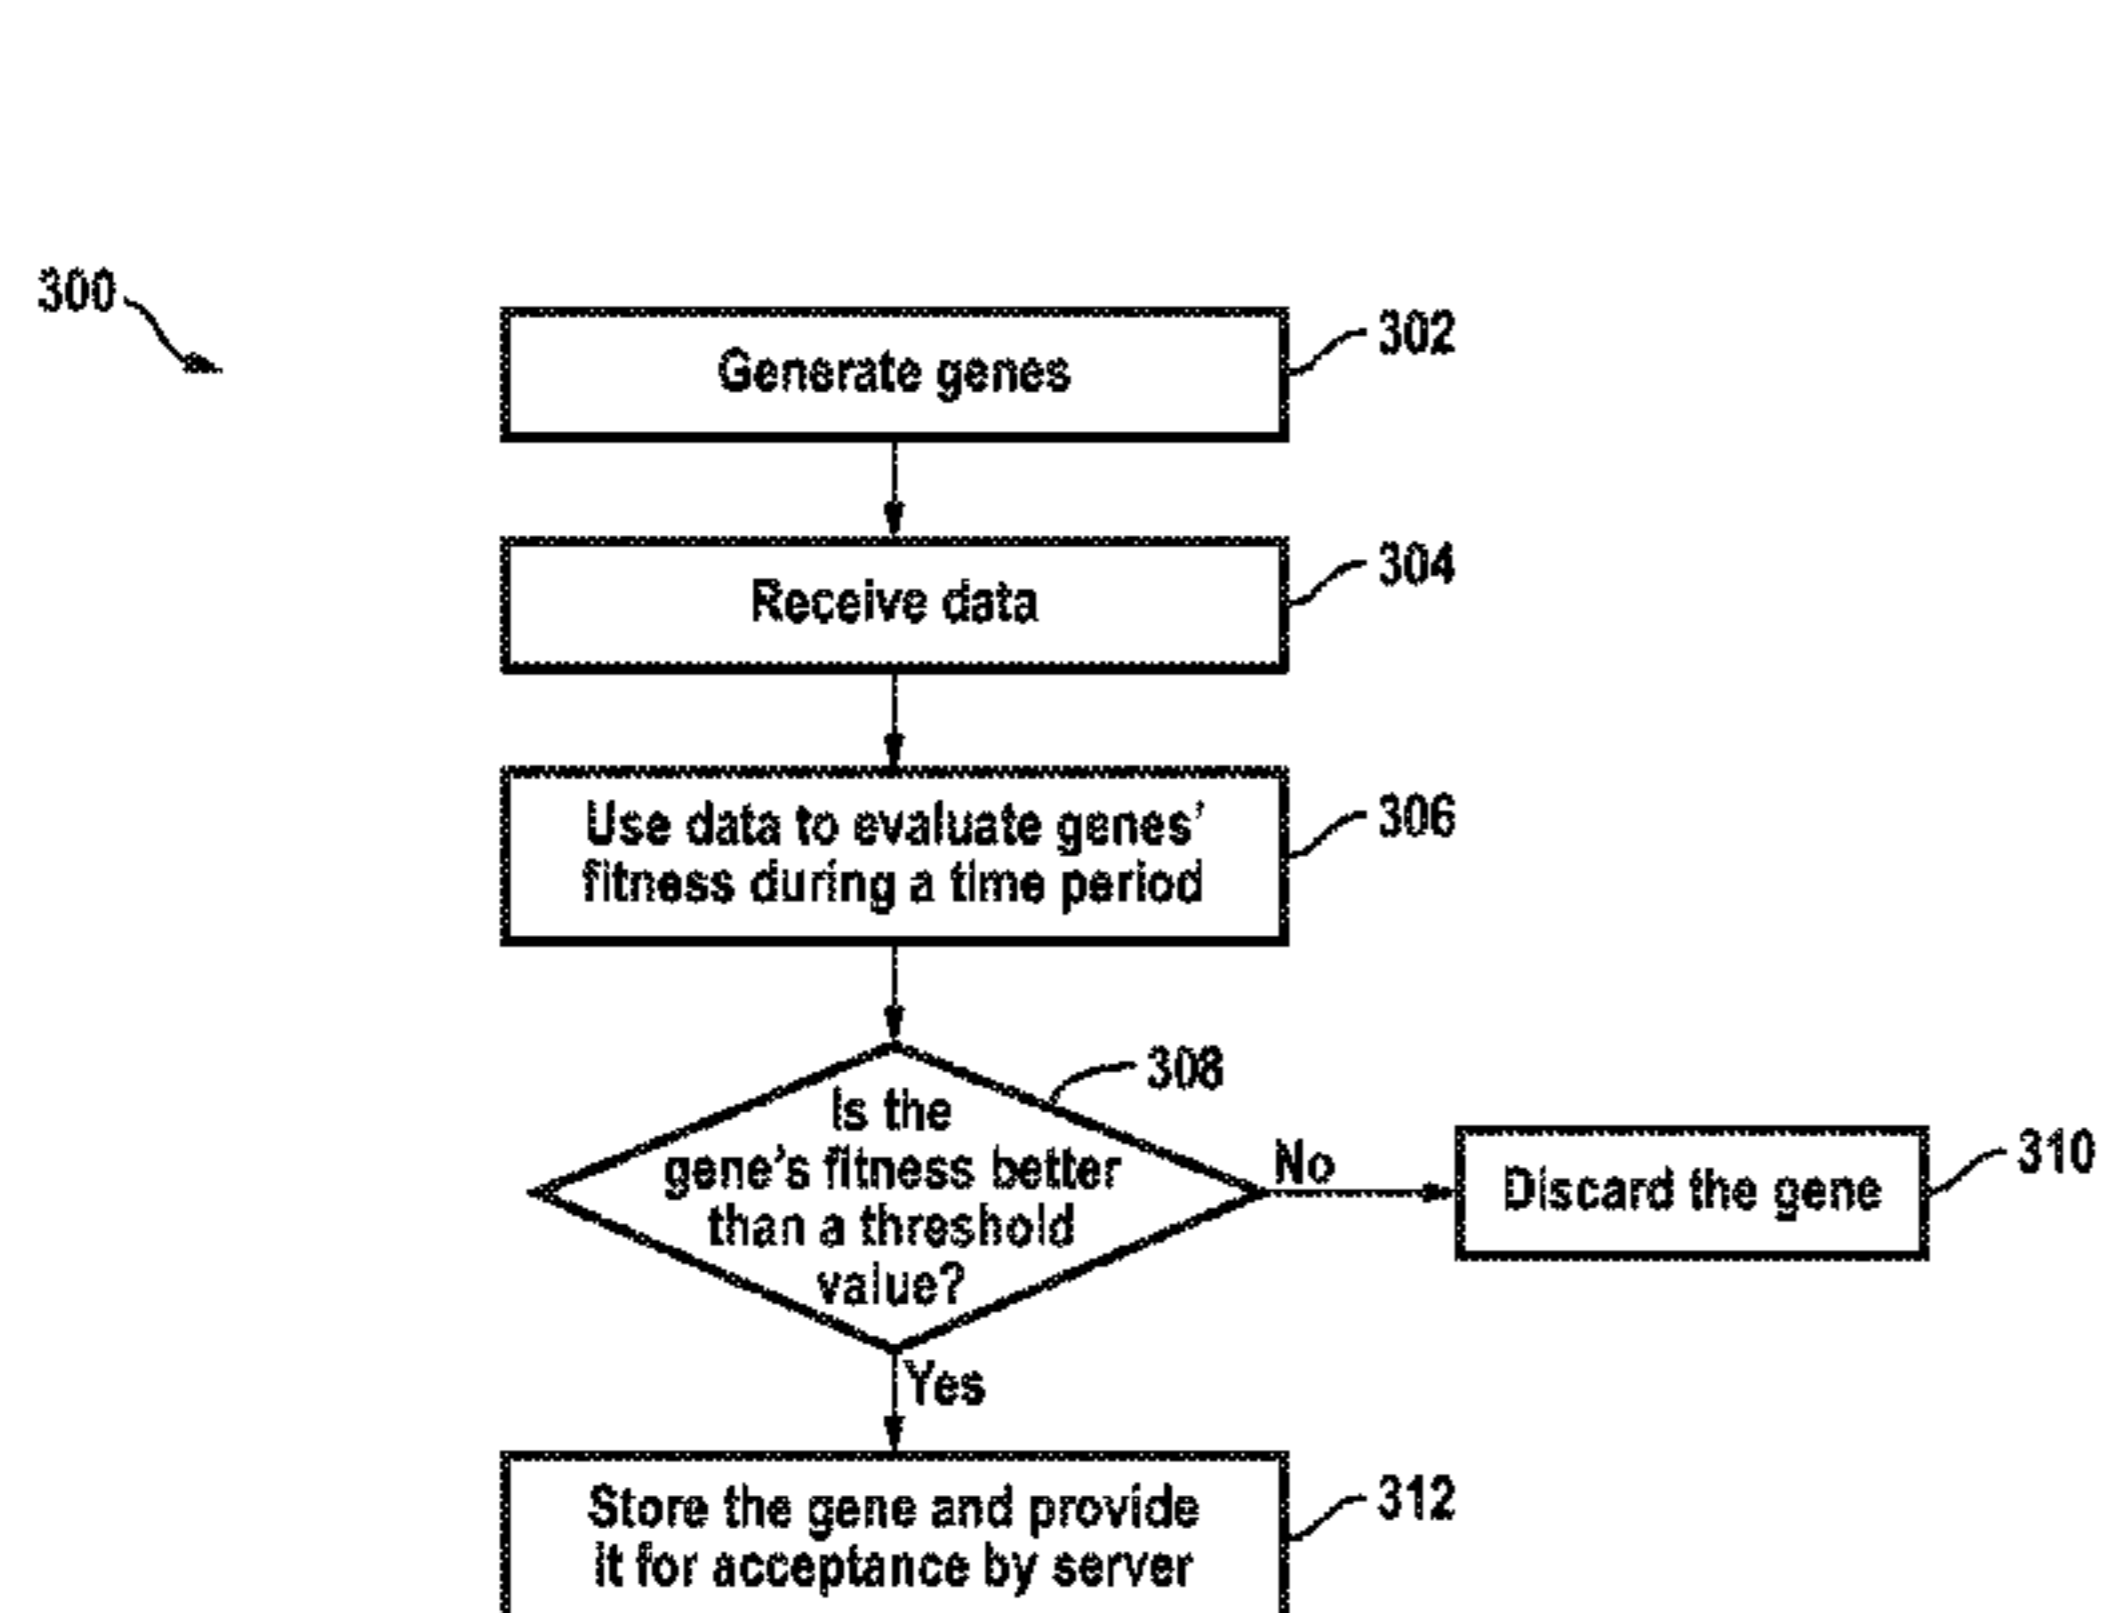 300
Generate genes
302
Receive data
304
Use data to evaluate genes’
fitness during a time period
306
308
Is the
gene’s fitness better
than a threshold
value?
No
Discard the gene
310
Yes
Store the gene and provide
it for acceptance by server
312